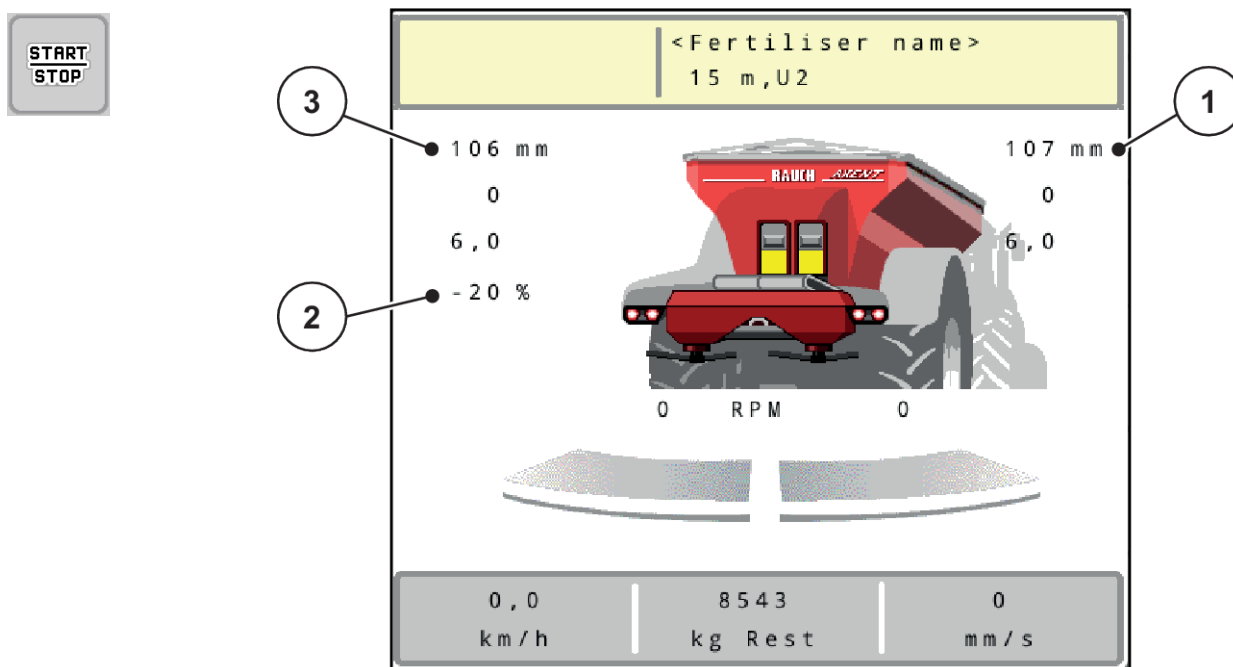 START
STOP
<Fertiliser name>
15 m,U2
3
1
106 mm
107 mm
RAUCH AXENT
0
0
6,0
6,0
2
-20 %
0 RPM 0
0,0
8543
0
km/h
kg Rest
mm/s